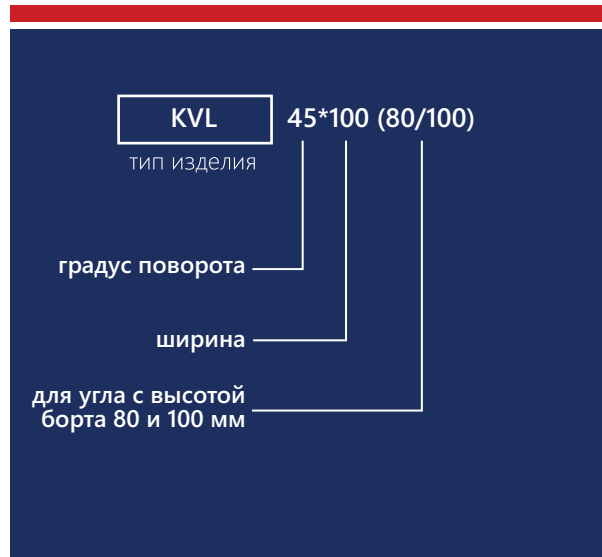 KVL 45*100 (80/100)
тип изделия
градус поворота
ширина
для угла с высотой
борта 80 и 100 мм